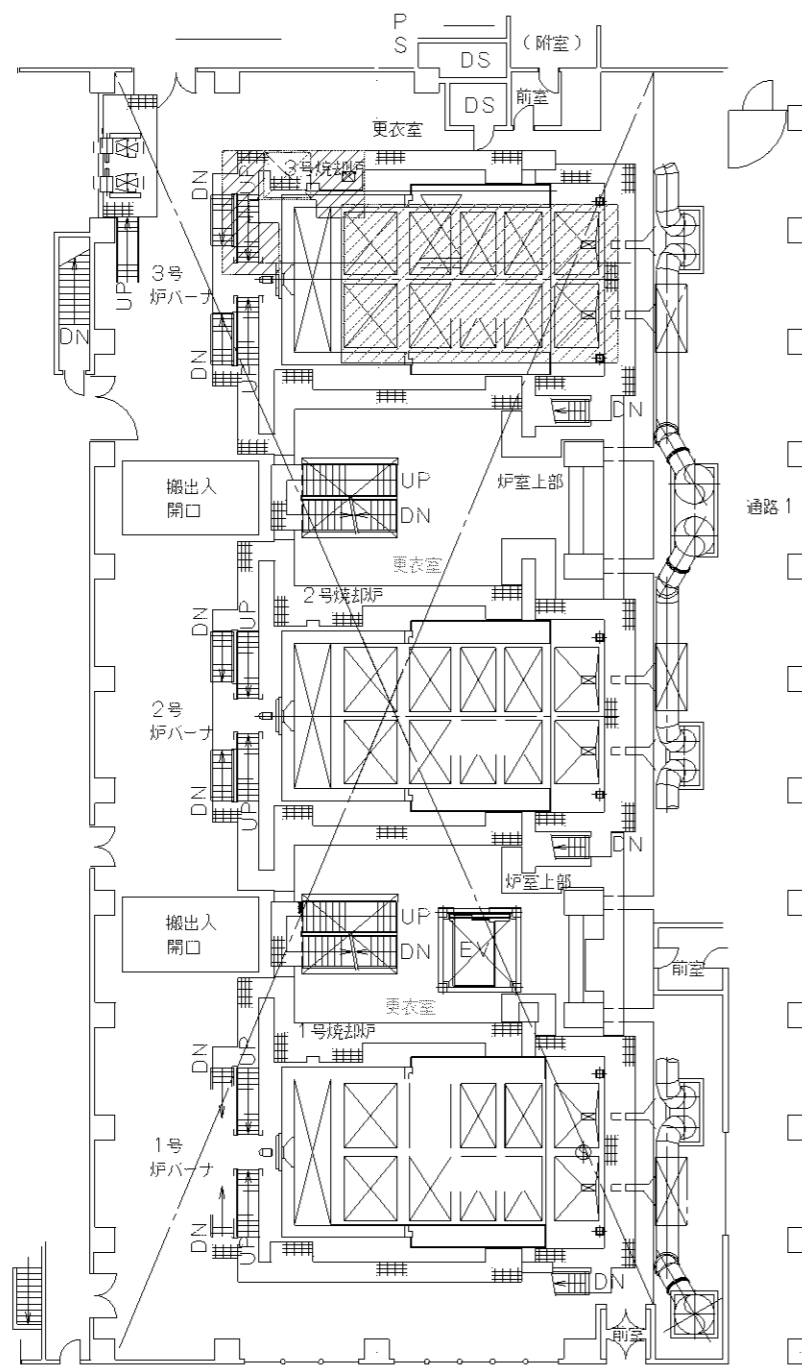 P
S
DS
(附室)
DS
前室
更衣室
3号焼却炉
DN
UP
UP
3号
炉バーナ
DN
DN
UP
DN
搬出入
開口
UP
DN
炉室上部
通路1
更衣室
2号焼却炉
DN
UP
2号
炉バーナ
DN
UP
DN
炉室上部
搬出入
開口
UP
DN
EV
前室
更衣室
1号焼却炉
DN
UP
1号
炉バーナ
DN
UP
DN
前室